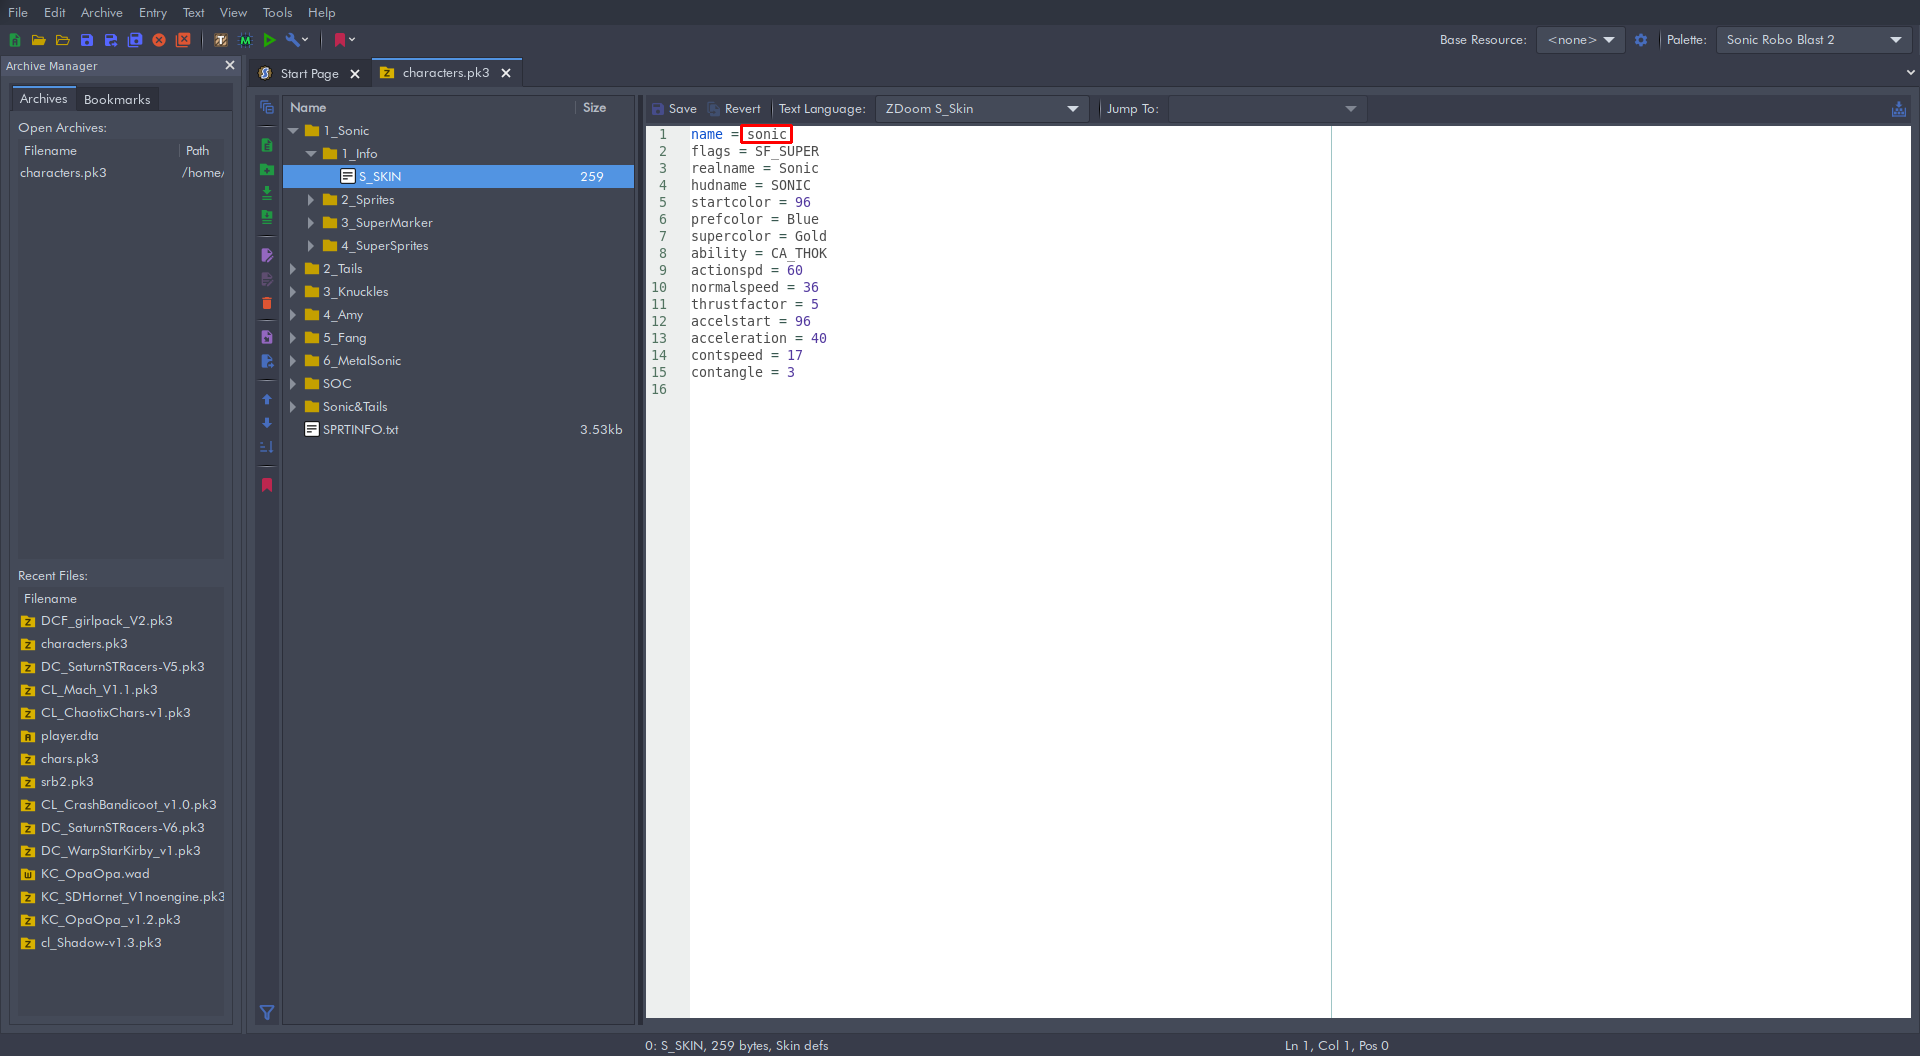 File Edit Archive Entry Text View Tools Help
Base Resource: <none> Palette: Sonic Robo Blast 2
Archive Manager
Start Page characters.pk3
Archives Bookmarks
Open Archives:
Filename Path
characters.pk3 /home/
Recent Files:
Filename
DCF_girlpack_V2.pk3
characters.pk3
DC_SaturnSTRacers-V5.pk3
CL_Mach_V1.1.pk3
CL_ChaotixChars-v1.pk3
player.dta
chars.pk3
srb2.pk3
CL_CrashBandicoot_v1.0.pk3
DC_SaturnSTRacers-V6.pk3
DC_WarpStarKirby_v1.pk3
KC_OpaOpa.wad
KC_SDHornet_V1noengine.pk3
KC_OpaOpa_v1.2.pk3
cl_Shadow-v1.3.pk3
Name Size
1_Sonic
1_Info
S_SKIN 259
2_Sprites
3_SuperMarker
4_SuperSprites
2_Tails
3_Knuckles
4_Amy
5_Fang
6_MetalSonic
SOC
Sonic&Tails
SPRTINFO.txt 3.53kb
Save Revert Text Language: ZDoom S_Skin Jump To:
1 name = sonic
2 flags = SF_SUPER
3 realname = Sonic
4 hudname = SONIC
5 startcolor = 96
6 prefcolor = Blue
7 supercolor = Gold
8 ability = CA_THOK
9 actionspd = 60
10 normalspeed = 36
11 thrustfactor = 5
12 accelstart = 96
13 acceleration = 40
14 contspeed = 17
15 contangle = 3
16
0: S_SKIN, 259 bytes, Skin defs
Ln 1, Col 1, Pos 0